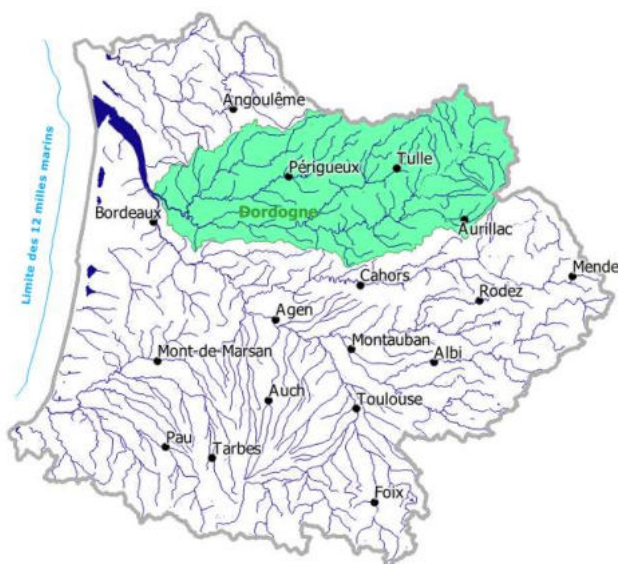 Limite des 12 milles marins
Angoulême
Périgueux
Tulle
Dordogne
Bordeaux
Aurillac
Cahors
Mende
Rodez
Agen
Mont-de-Marsan
Montauban
Albi
Auch
Toulouse
Pau
Tarbes
Foix